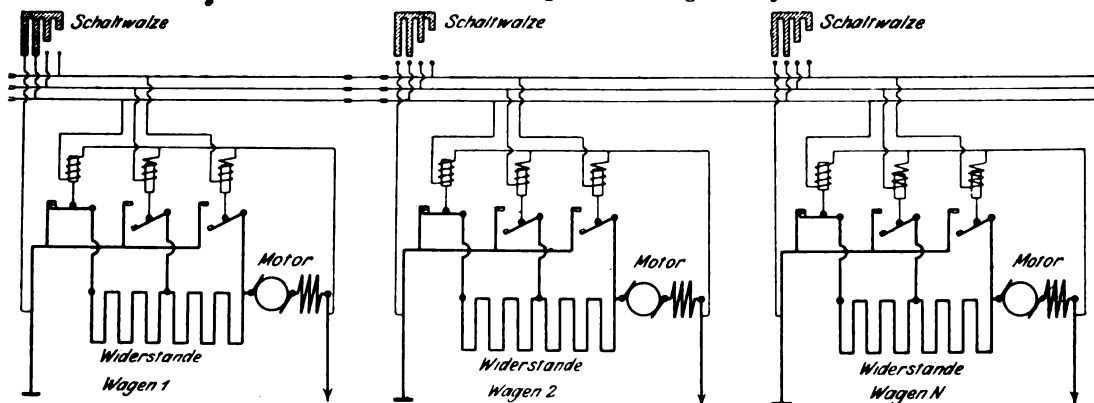 Schaltwalze
Schaltwalze
Schaltwalze
Motor
Motor
Motor
Widerstande
Wagen 1
Widerstande
Wagen 2
Widerstande
Wagen N